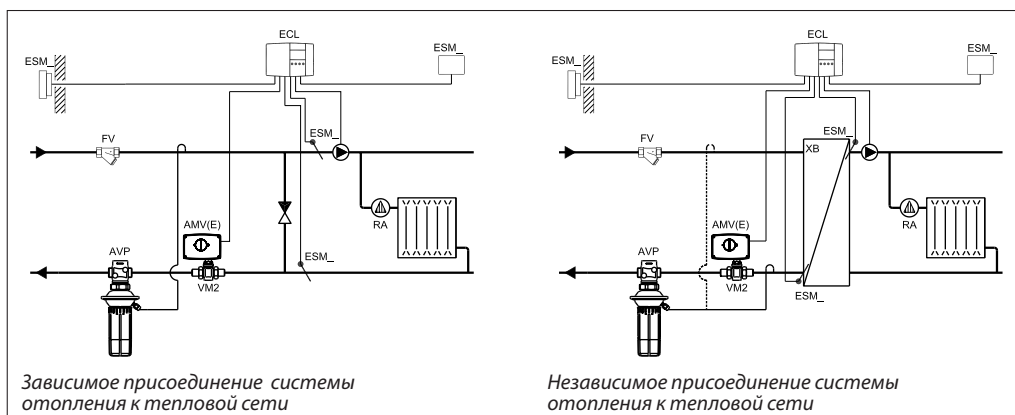 ECL
ESM_
ESM_
FV
ESM_
AMV(E)
RA
AVP
VM2
ESM_
Зависимое присоединение системы
отопления к тепловой сети
ECL
ESM_
ESM_
FV
ESM_
XB
AMV(E)
RA
AVP
VM2
ESM_
Независимое присоединение системы
отопления к тепловой сети